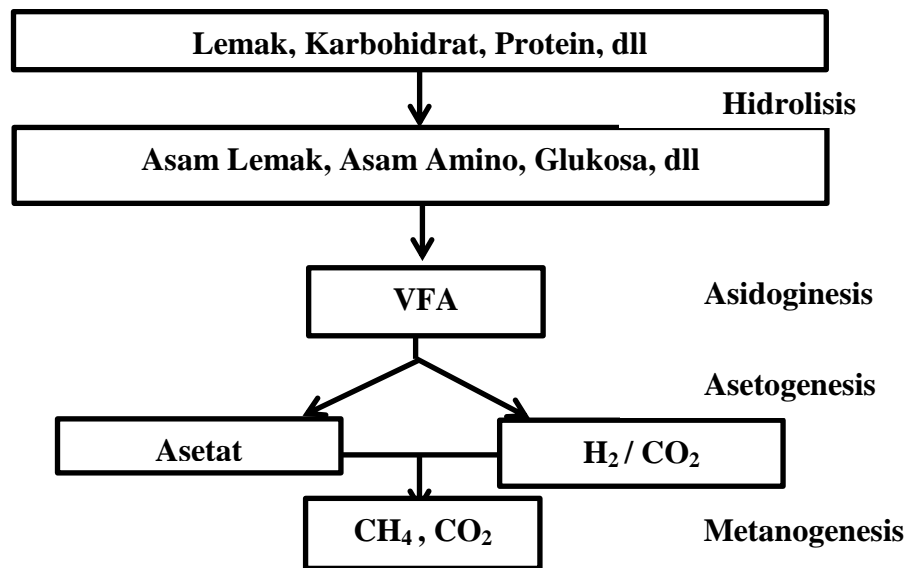 Lemak, Karbohidrat, Protein, dll
Hidrolisis
Asam Lemak, Asam Amino, Glukosa, dll
VFA
Asidoginesis
Asetogenesis
Asetat
H₂ / CO₂
CH₄ , CO₂
Metanogenesis